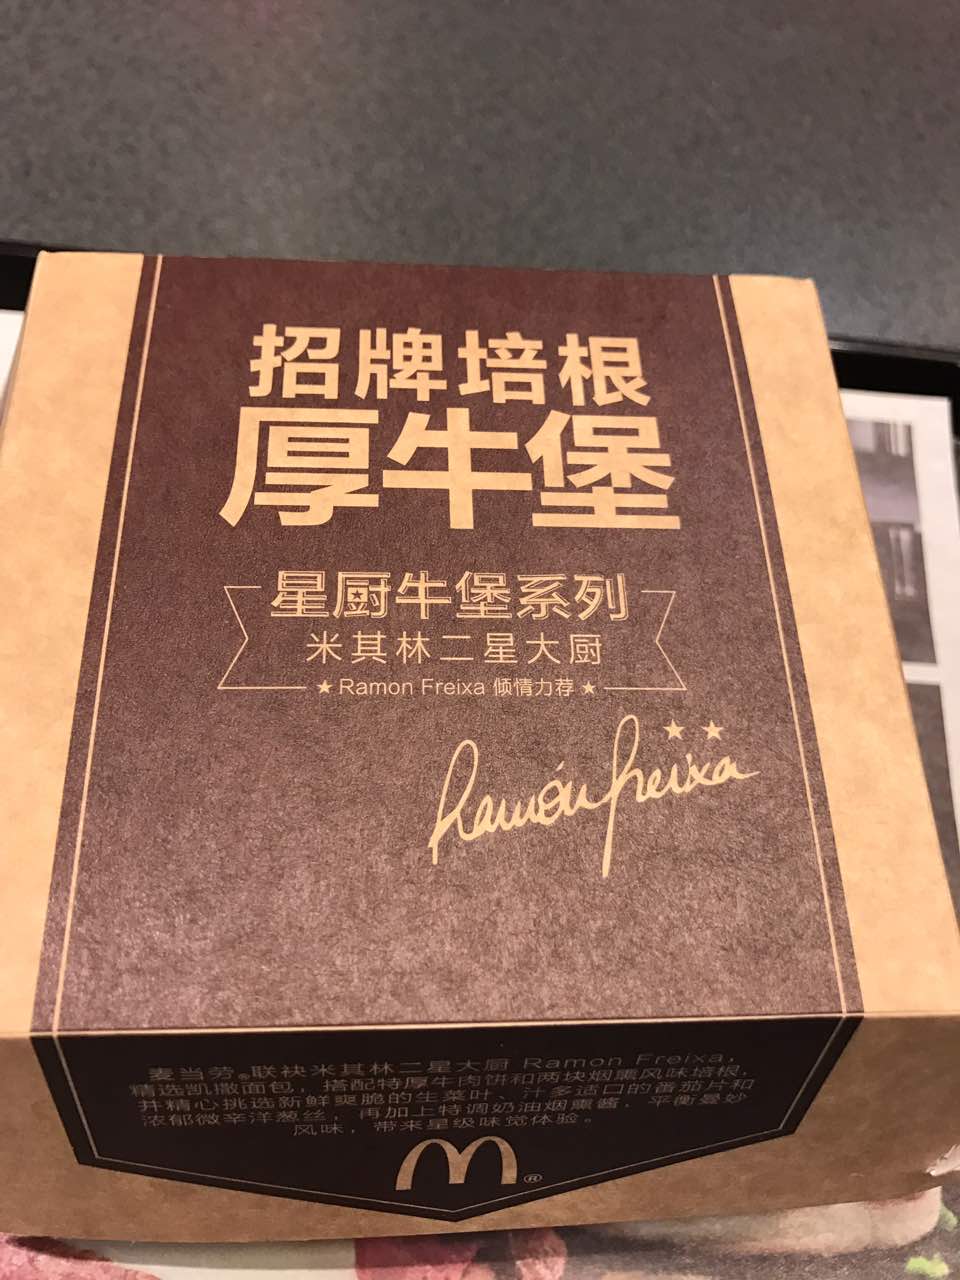 招牌培根
厚牛堡
星厨牛堡系列
米其林二星大厨
★ Ramon Freixa 倾情力荐 ★
Ramón Freixa
麦当劳®联袂米其林二星大厨 Ramon Freixa，
精选凯撒面包，搭配特厚牛肉饼和两块烟熏风味培根，
并精心挑选新鲜爽脆的生菜叶、汁多适口的番茄片和
浓郁微辛洋葱丝，再加上特调奶油烟熏酱，平衡曼妙
风味，带来星级味觉体验。
M®